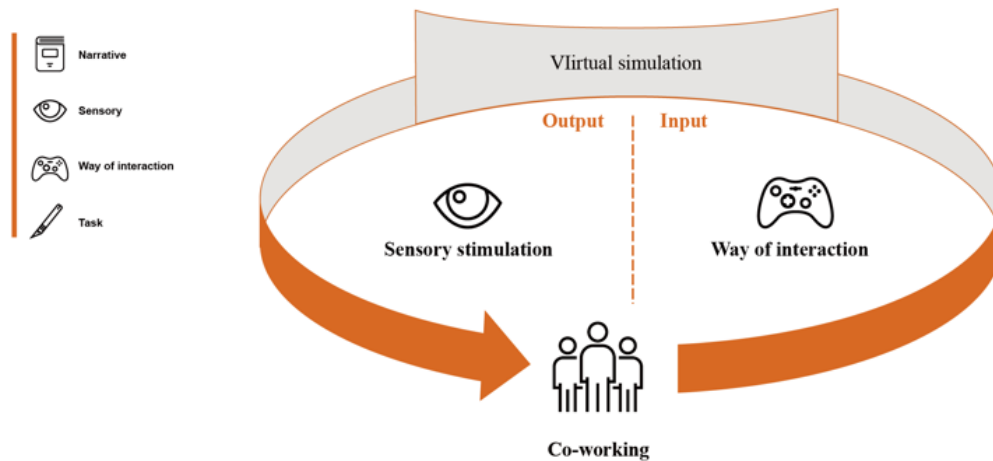 Narrative
Sensory
Way of interaction
Task
VIirtual simulation
Output
Input
Sensory stimulation
Way of interaction
Co-working